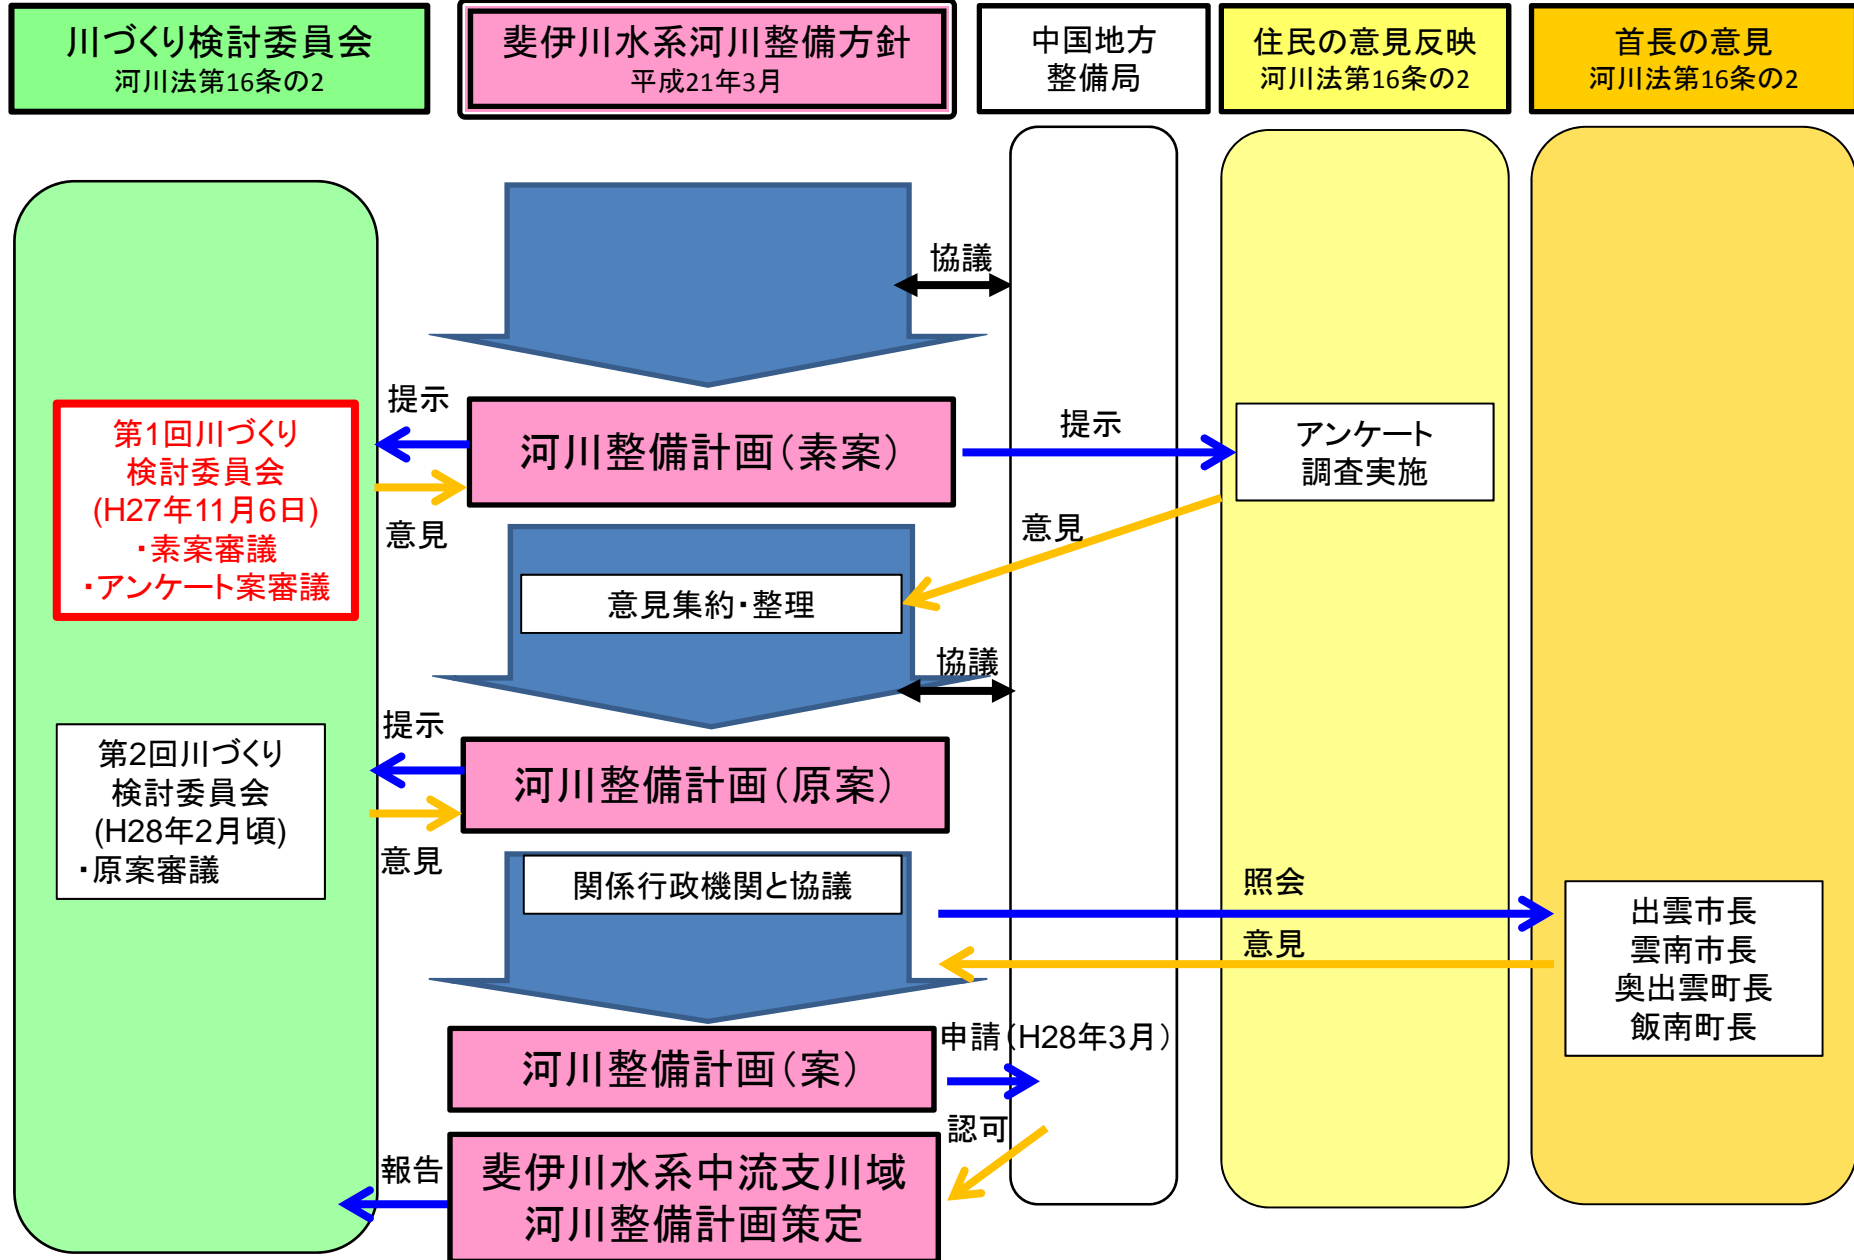 川づくり検討委員会
河川法第16条の2
斐伊川水系河川整備方針
平成21年3月
中国地方
整備局
住民の意見反映
河川法第16条の2
首長の意見
河川法第16条の2
協議
提示
第1回川づくり
検討委員会
(H27年11月6日)
・素案審議
・アンケート案審議
意見
河川整備計画(素案)
提示
アンケート
調査実施
意見
意見集約・整理
協議
提示
第2回川づくり
検討委員会
(H28年2月頃)
・原案審議
意見
河川整備計画(原案)
関係行政機関と協議
照会
意見
出雲市長
雲南市長
奥出雲町長
飯南町長
河川整備計画(案)
申請(H28年3月)
認可
報告
斐伊川水系中流支川域
河川整備計画策定